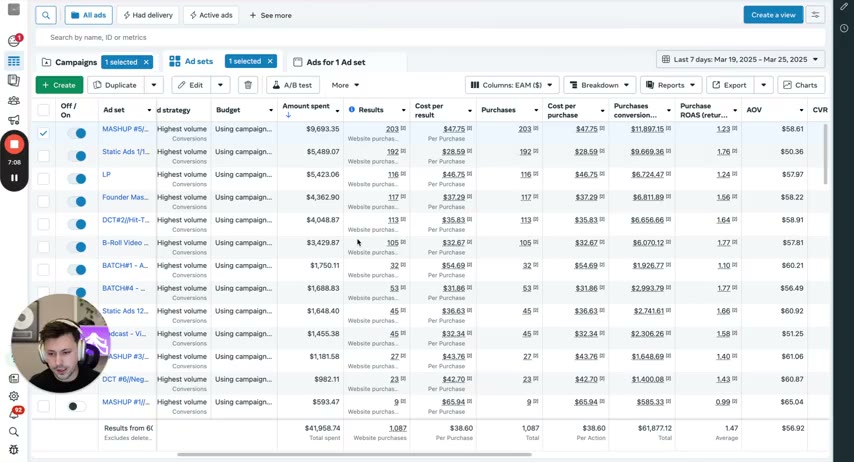 All ads
Had delivery
Active ads
+ See more
Create a view
Search by name, ID or metrics
Campaigns 1 selected
Ad sets 1 selected
Ads for 1 Ad set
Last 7 days: Mar 19, 2025 – Mar 25, 2025
+ Create
Duplicate
Edit
A/B test
More
Columns: EAM ($)
Breakdown
Reports
Export
Charts
Off / On Ad set d strategy Budget Amount spent Results Cost per result Purchases Cost per purchase Purchases conversion... Purchase ROAS (retur... AOV CVR
MASHUP #5/... Highest volume Using campaign... $9,693.35 203 $47.75 203 $47.75 $11,897.15 1.23 $58.61
Conversions Website purchas... Per Purchase
Static Ads 1/1... Highest volume Using campaign... $5,489.07 192 $28.59 192 $28.59 $9,669.36 1.76 $50.36
Conversions Website purchas... Per Purchase
LP Highest volume Using campaign... $5,423.06 116 $46.75 116 $46.75 $6,724.47 1.24 $57.97
Conversions Website purchas... Per Purchase
Founder Mas... Highest volume Using campaign... $4,362.90 117 $37.29 117 $37.29 $6,811.89 1.56 $58.22
Conversions Website purchas... Per Purchase
DCT#2//Hit-T... Highest volume Using campaign... $4,048.87 113 $35.83 113 $35.83 $6,656.66 1.64 $58.91
Conversions Website purchas... Per Purchase
B-Roll Video ... Highest volume Using campaign... $3,429.87 105 $32.67 105 $32.67 $6,070.12 1.77 $57.81
Conversions Website purchas... Per Purchase
BATCH#1 - A... Highest volume Using campaign... $1,750.11 32 $54.69 32 $54.69 $1,926.77 1.10 $60.21
Conversions Website purchas... Per Purchase
BATCH#4 - ... Highest volume Using campaign... $1,688.83 53 $31.86 53 $31.86 $2,993.79 1.77 $56.49
Conversions Website purchas... Per Purchase
Static Ads 12... Highest volume Using campaign... $1,648.40 45 $36.63 45 $36.63 $2,741.61 1.66 $60.92
Conversions Website purchas... Per Purchase
dcast - Vi... Highest volume Using campaign... $1,455.38 45 $32.34 45 $32.34 $2,306.26 1.58 $51.25
Conversions Website purchas... Per Purchase
ASHUP #3/... Highest volume Using campaign... $1,181.58 27 $43.76 27 $43.76 $1,648.69 1.40 $61.06
Conversions Website purchas... Per Purchase
DCT #6//Neg... Highest volume Using campaign... $982.11 23 $42.70 23 $42.70 $1,400.08 1.43 $60.87
Conversions Website purchas... Per Purchase
MASHUP #1//... Highest volume Using campaign... $593.47 9 $65.94 9 $65.94 $585.33 0.99 $65.04
Conversions Website purchas... Per Purchase
Results from 60 $41,958.74 1,087 $38.60 1,087 $38.60 $61,877.12 1.47 $56.92
Excludes delete.. Total spent Website purchases Per Purchase Total Per Action Total Average
1
7:08
92